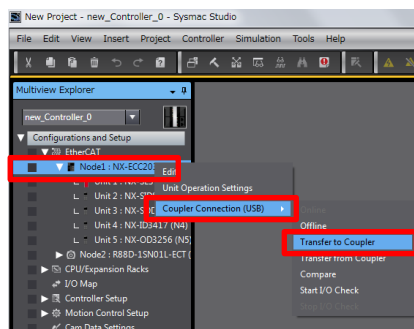 New Project - new_Controller_0 - Sysmac Studio
File Edit View Insert Project Controller Simulation Tools Help
Multiview Explorer
new_Controller_0
Configurations and Setup
EtherCAT
Node1 : NX-ECC20
Edit
Unit 2 : NX-
Unit Operation Settings
Unit 3 : NX-
Coupler Connection (USB)
Unit 4 : NX-ID3417 (N4)
Offline
Unit 5 : NX-OD3256 (N5)
Transfer to Coupler
Node2 : R88D-1SN01L-ECT (
Transfer from Coupler
CPU/Expansion Racks
Compare
I/O Map
Start I/O Check
Controller Setup
Stop I/O Check
Motion Control Setup
Cam Data Settings